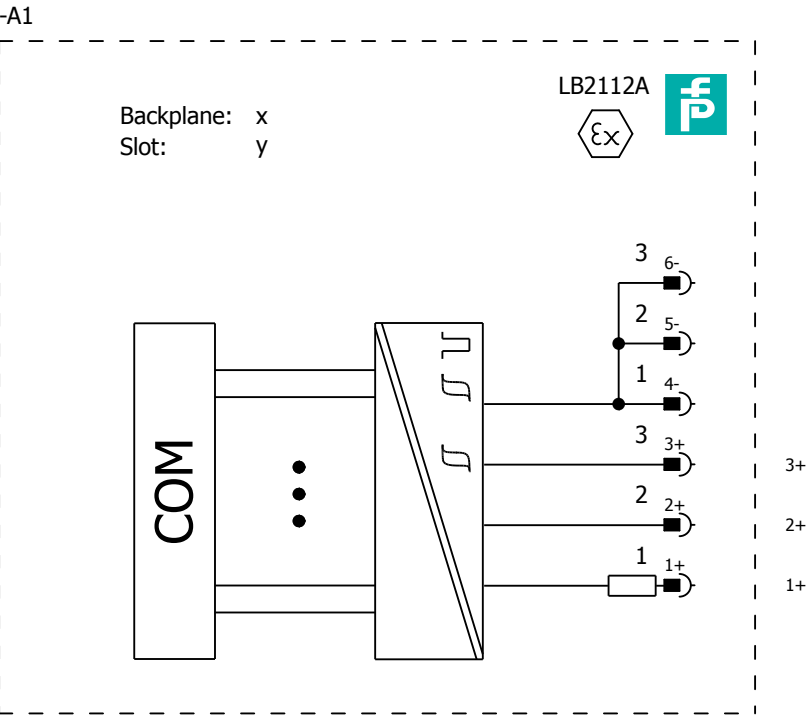 -A1
LB2112A
Backplane: x
Slot: y
εx
3 6-
2 5-
1 4-
3 3+ 3+
2 2+ 2+
1 1+ 1+
COM